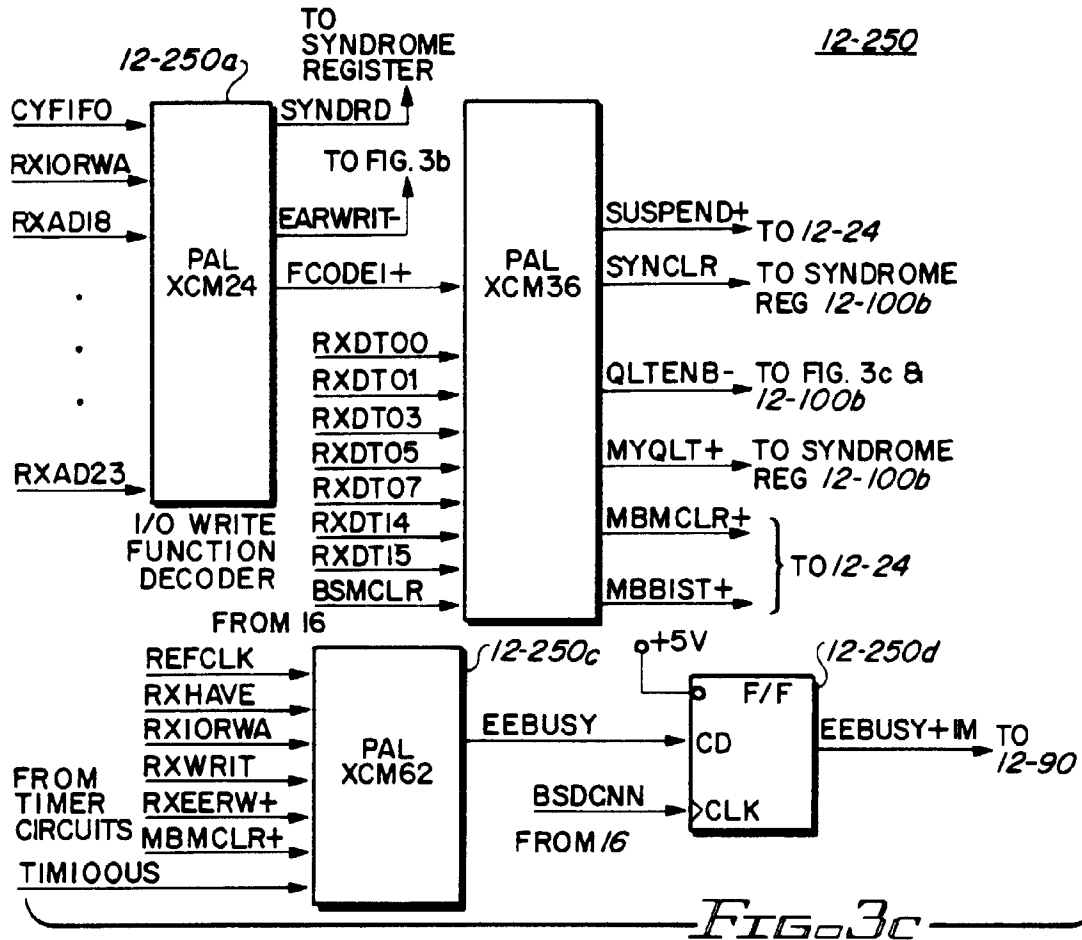 12-250
TO
SYNDROME
REGISTER
12-250a
CYFIFO
RXIORWA
RXAD18
RXAD23
PAL
XCM24
I/O WRITE
FUNCTION
DECODER
SYNDRD
TO FIG. 3b
EARWRIT-
FCODE1+
RXDT00
RXDT01
RXDT03
RXDT05
RXDT07
RXDT14
RXDT15
BSMCLR
FROM 16
PAL
XCM36
SUSPEND+
TO 12-24
SYNCLR
TO SYNDROME
REG 12-100b
QLTENB-
TO FIG. 3c &
12-100b
MYQLT+
TO SYNDROME
REG 12-100b
MBMCLR+
MBBIST+
TO 12-24
REFCLK
RXHAVE
RXIORWA
RXWRIT
RXEERW+
MBMCLR+
TIM100US
FROM
TIMER
CIRCUITS
12-250c
PAL
XCM62
EEBUSY
BSDCNN
FROM 16
+5V
12-250d
F/F
CD
CLK
EEBUSY+1M
TO
12-90
FIG. 3c